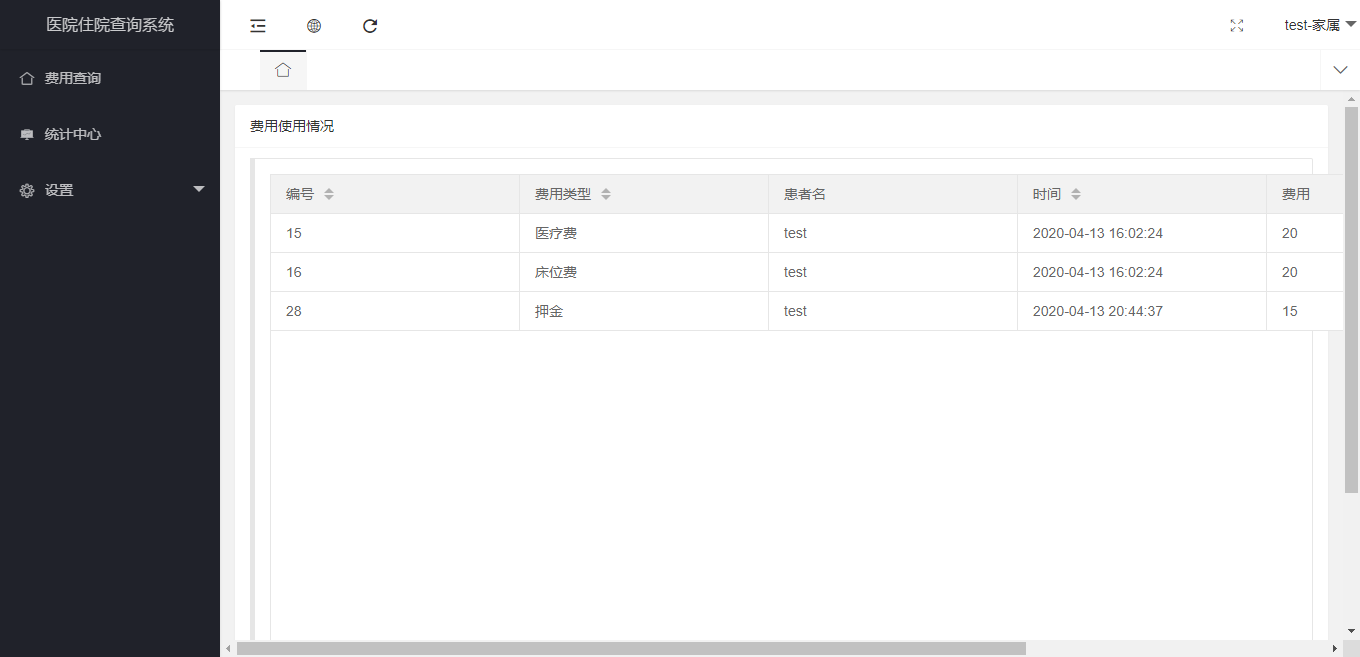 医院住院查询系统
test-家属
费用查询
统计中心
设置
费用使用情况
编号 费用类型 患者名 时间 费用
15 医疗费 test 2020-04-13 16:02:24 20
16 床位费 test 2020-04-13 16:02:24 20
28 押金 test 2020-04-13 20:44:37 15